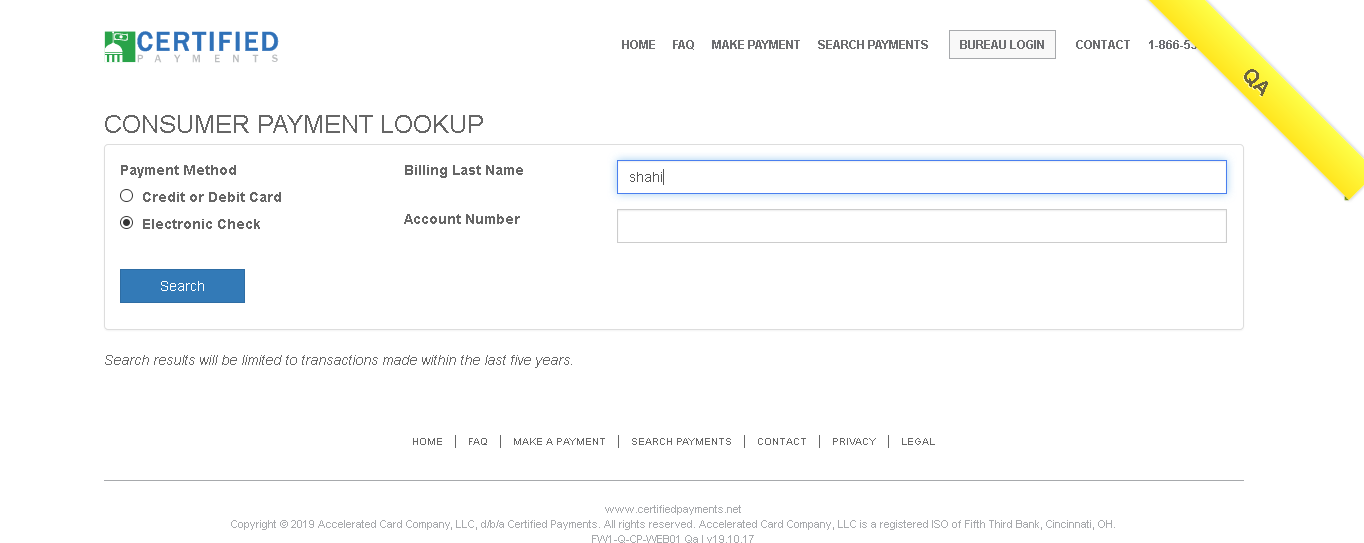 CERTIFIED
PAYMENTS
HOME FAQ MAKE PAYMENT SEARCH PAYMENTS BUREAU LOGIN CONTACT 1-866-53
QA
CONSUMER PAYMENT LOOKUP
Payment Method
Billing Last Name
shahi
Credit or Debit Card
Account Number
Electronic Check
Search
Search results will be limited to transactions made within the last five years.
HOME | FAQ | MAKE A PAYMENT | SEARCH PAYMENTS | CONTACT | PRIVACY | LEGAL
www.certifiedpayments.net
Copyright © 2019 Accelerated Card Company, LLC, d/b/a Certified Payments. All rights reserved. Accelerated Card Company, LLC is a registered ISO of Fifth Third Bank, Cincinnati, OH.
FW1-Q-CP-WEB01 Qa | v19.10.17